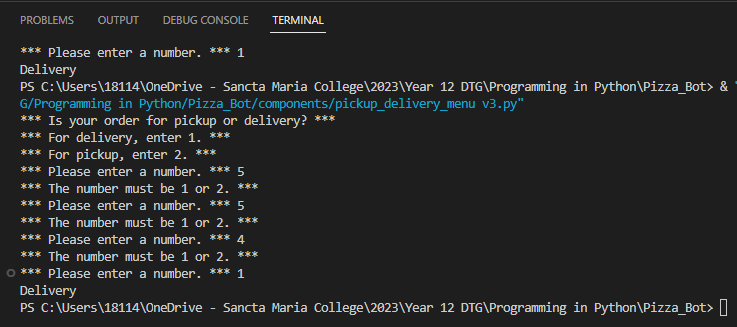 PROBLEMS OUTPUT DEBUG CONSOLE TERMINAL
*** Please enter a number. *** 1
Delivery
PS C:\Users\18114\OneDrive - Sancta Maria College\2023\Year 12 DTG\Programming in Python\Pizza_Bot> &
G/Programming in Python/Pizza_Bot/components/pickup_delivery_menu v3.py"
*** Is your order for pickup or delivery? ***
*** For delivery, enter 1. ***
*** For pickup, enter 2. ***
*** Please enter a number. *** 5
*** The number must be 1 or 2. ***
*** Please enter a number. *** 5
*** The number must be 1 or 2. ***
*** Please enter a number. *** 4
*** The number must be 1 or 2. ***
*** Please enter a number. *** 1
Delivery
PS C:\Users\18114\OneDrive - Sancta Maria College\2023\Year 12 DTG\Programming in Python\Pizza_Bot>